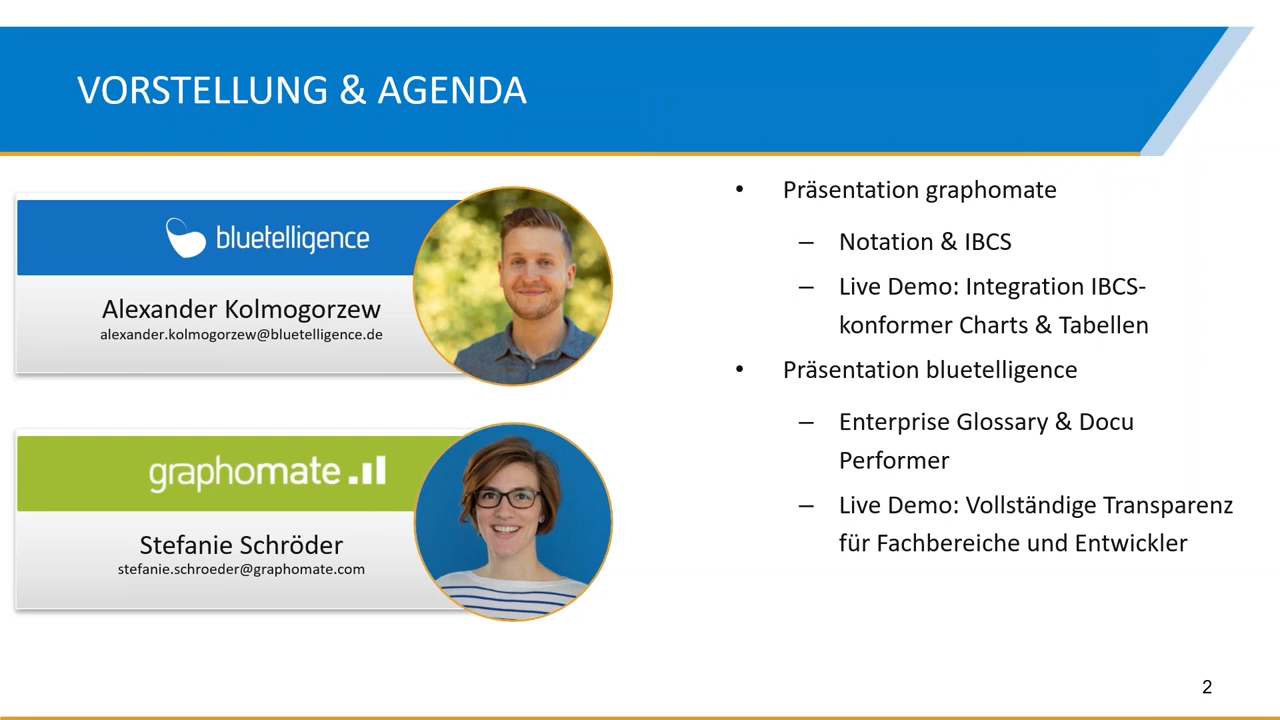 VORSTELLUNG & AGENDA
bluetelligence
Alexander Kolmogorzew
alexander.kolmogorzew@bluetelligence.de
graphomate
Stefanie Schröder
stefanie.schroeder@graphomate.com
• Präsentation graphomate
– Notation & IBCS
– Live Demo: Integration IBCS-
konformer Charts & Tabellen
• Präsentation bluetelligence
– Enterprise Glossary & Docu
Performer
– Live Demo: Vollständige Transparenz
für Fachbereiche und Entwickler
2